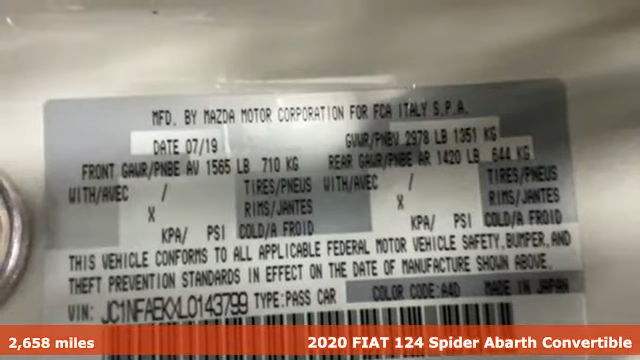 MFD. BY MAZDA MOTOR CORPORATION FOR FCA ITALY S.P.A.
DATE 07/19 GVWR/PNBV 2978 LB 1351 KG
FRONT GAWR/PNBE AV 1565 LB 710 KG REAR GAWR/PNBE AR 1420 LB 644 KG
WITH/AVEC / TIRES/PNEUS WITH/AVEC / TIRES/PNEUS
X RIMS/JANTES X RIMS/JANTES
KPA/ PSI COLD/A FROID KPA/ PSI COLD/A FROID
THIS VEHICLE CONFORMS TO ALL APPLICABLE FEDERAL MOTOR VEHICLE SAFETY, BUMPER, AND
THEFT PREVENTION STANDARDS IN EFFECT ON THE DATE OF MANUFACTURE SHOWN ABOVE.
VIN: JC1NFAEKXL0143799 TYPE:PASS CAR COLOR CODE:A4D MADE IN JAPAN
2,658 miles 2020 FIAT 124 Spider Abarth Convertible